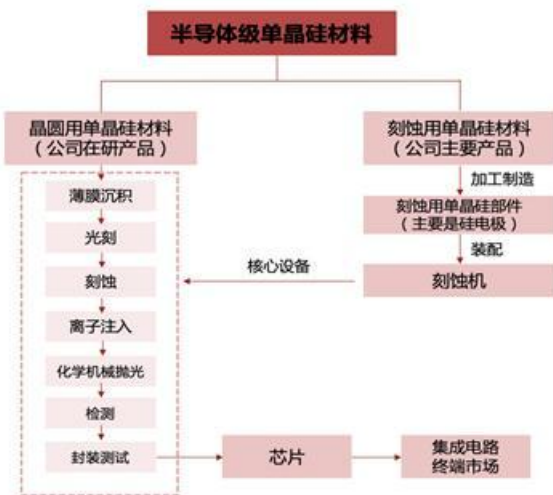 半导体级单晶硅材料
晶圆用单晶硅材料
（公司在研产品）
刻蚀用单晶硅材料
（公司主要产品）
加工制造
薄膜沉积
刻蚀用单晶硅部件
（主要是硅电极）
光刻
装配
核心设备
刻蚀
刻蚀机
离子注入
化学机械抛光
检测
封装测试
芯片
集成电路
终端市场